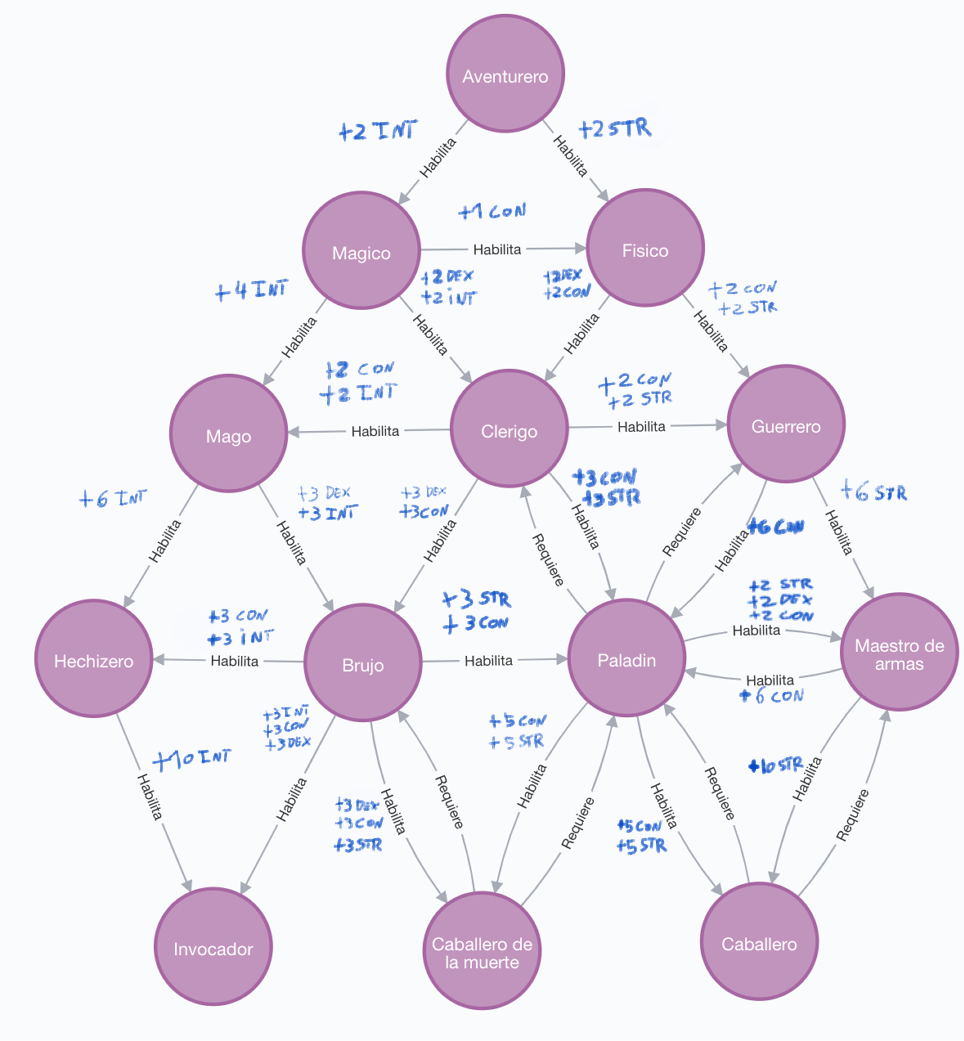 Aventurero
+2 INT
+2 STR
Habilita
Habilita
+1 CON
Magico
Habilita
Fisico
+4 INT
+2 DEX
+2 INT
+2 DEX
+2 CON
+2 CON
+2 STR
Habilita
Habilita
Habilita
Habilita
+2 CON
+2 INT
+2 CON
+2 STR
Mago
Habilita
Clerigo
Habilita
Guerrero
+6 INT
+3 DEX
+3 INT
+3 DEX
+3 CON
+3 CON
+3 STR
+6 STR
Habilita
Habilita
Habilita
Requiere
Habilita
Requiere
Habilita
+6 CON
Habilita
+3 CON
+3 INT
+3 STR
+3 CON
+2 STR
+2 DEX
+2 CON
Habilita
Hechizero
Habilita
Brujo
Habilita
Paladin
Maestro de
armas
Habilita
+6 CON
+10 INT
+3 INT
+3 CON
+3 DEX
+5 CON
+5 STR
+10 STR
Habilita
Habilita
+3 DEX
+3 CON
+3 STR
Habilita
Requiere
Habilita
Requiere
+5 CON
+5 STR
Habilita
Requiere
Habilita
Requiere
Invocador
Caballero de
la muerte
Caballero